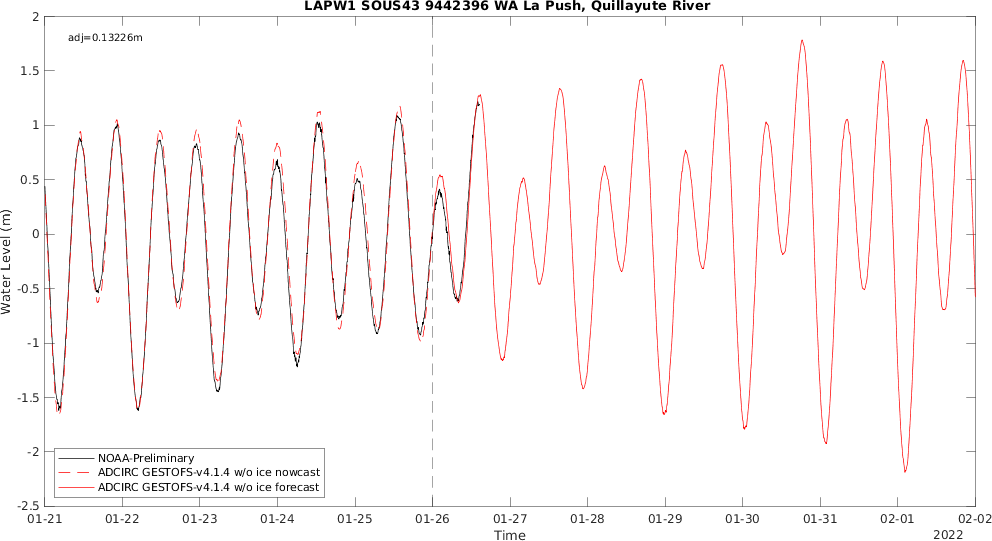 LAPW1 SOUS43 9442396 WA La Push, Quillayute River
adj=0.13226m
2
1.5
1
0.5
0
-0.5
-1
-1.5
-2
-2.5
Water Level (m)
NOAA-Preliminary
ADCIRC GESTOFS-v4.1.4 w/o ice nowcast
ADCIRC GESTOFS-v4.1.4 w/o ice forecast
01-21 01-22 01-23 01-24 01-25 01-26 01-27 01-28 01-29 01-30 01-31 02-01 02-02
Time
2022